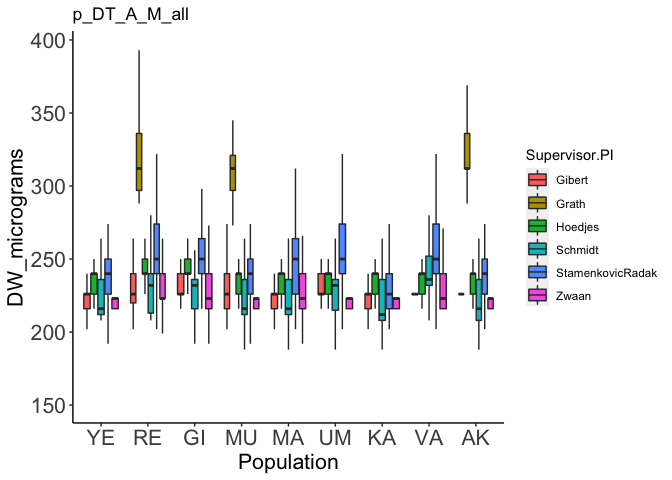 p_DT_A_M_all
DW_micrograms
400
350
300
250
200
150
YE RE GI MU MA UM KA VA AK
Population
Supervisor.PI
Gibert
Grath
Hoedjes
Schmidt
StamenkovicRadak
Zwaan